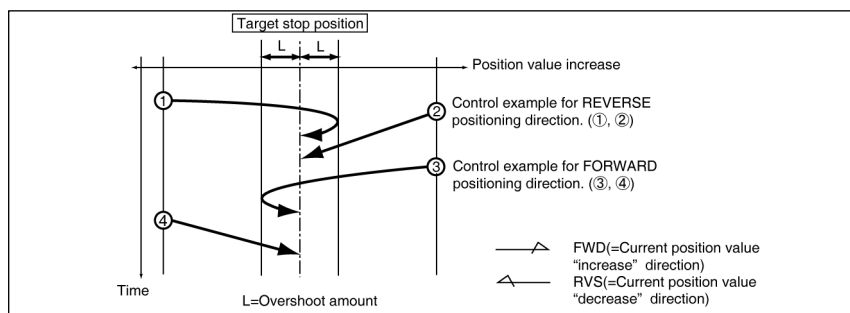 Target stop position
L L
Position value increase
①
②
Control example for REVERSE
positioning direction. (①, ②)
③
Control example for FORWARD
positioning direction. (③, ④)
④
FWD(=Current position value
“increase” direction)
RVS(=Current position value
“decrease” direction)
Time
L=Overshoot amount